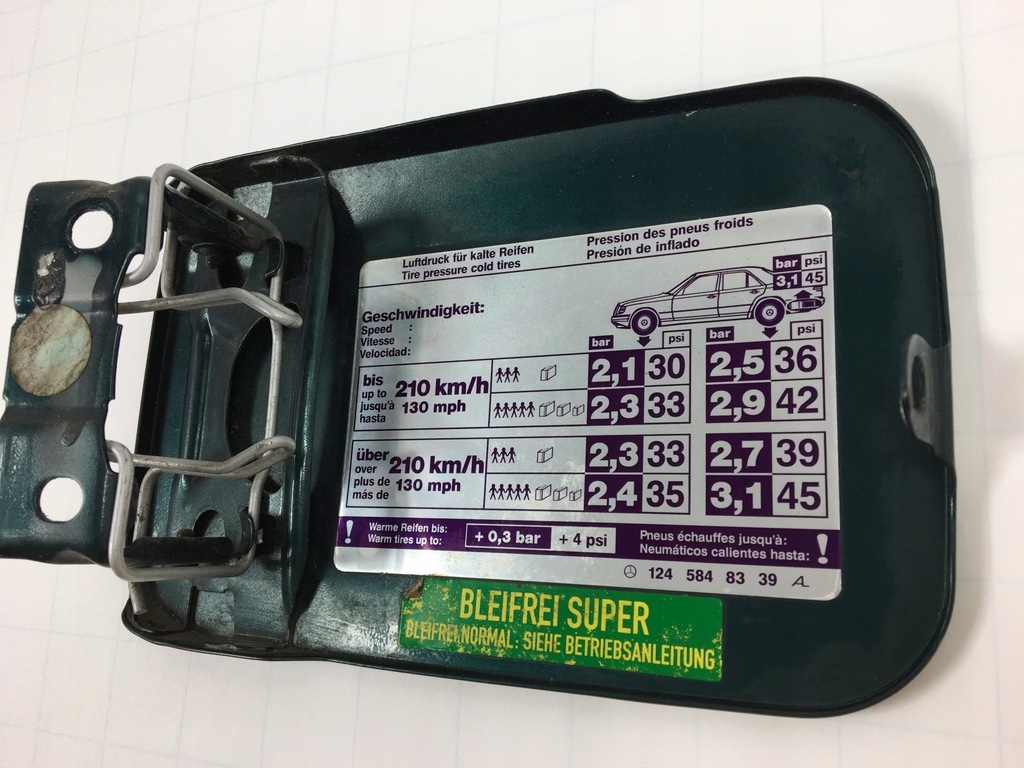 Luftdruck für kalte Reifen Pression des pneus froids
Tire pressure cold tires Presión de inflado
bar psi
3,1 45
Geschwindigkeit:
Speed :
Vitesse :
Velocidad:
bar psi bar psi
bis
up to
jusqu'à
hasta
210 km/h
130 mph
2,1 30 2,5 36
2,3 33 2,9 42
über
over
plus de
más de
210 km/h
130 mph
2,3 33 2,7 39
2,4 35 3,1 45
! Warme Reifen bis:
Warm tires up to:
+ 0,3 bar + 4 psi
Pneus échauffes jusqu'à:
Neumáticos calientes hasta: !
124 584 83 39 AL
BLEIFREI SUPER
BLEIFREI NORMAL: SIEHE BETRIEBSANLEITUNG